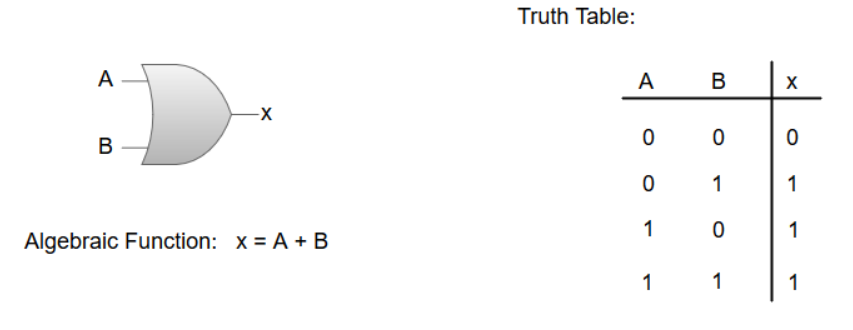 A
B
x
Algebraic Function: x = A + B
Truth Table:
A B x
0 0 0
0 1 1
1 0 1
1 1 1